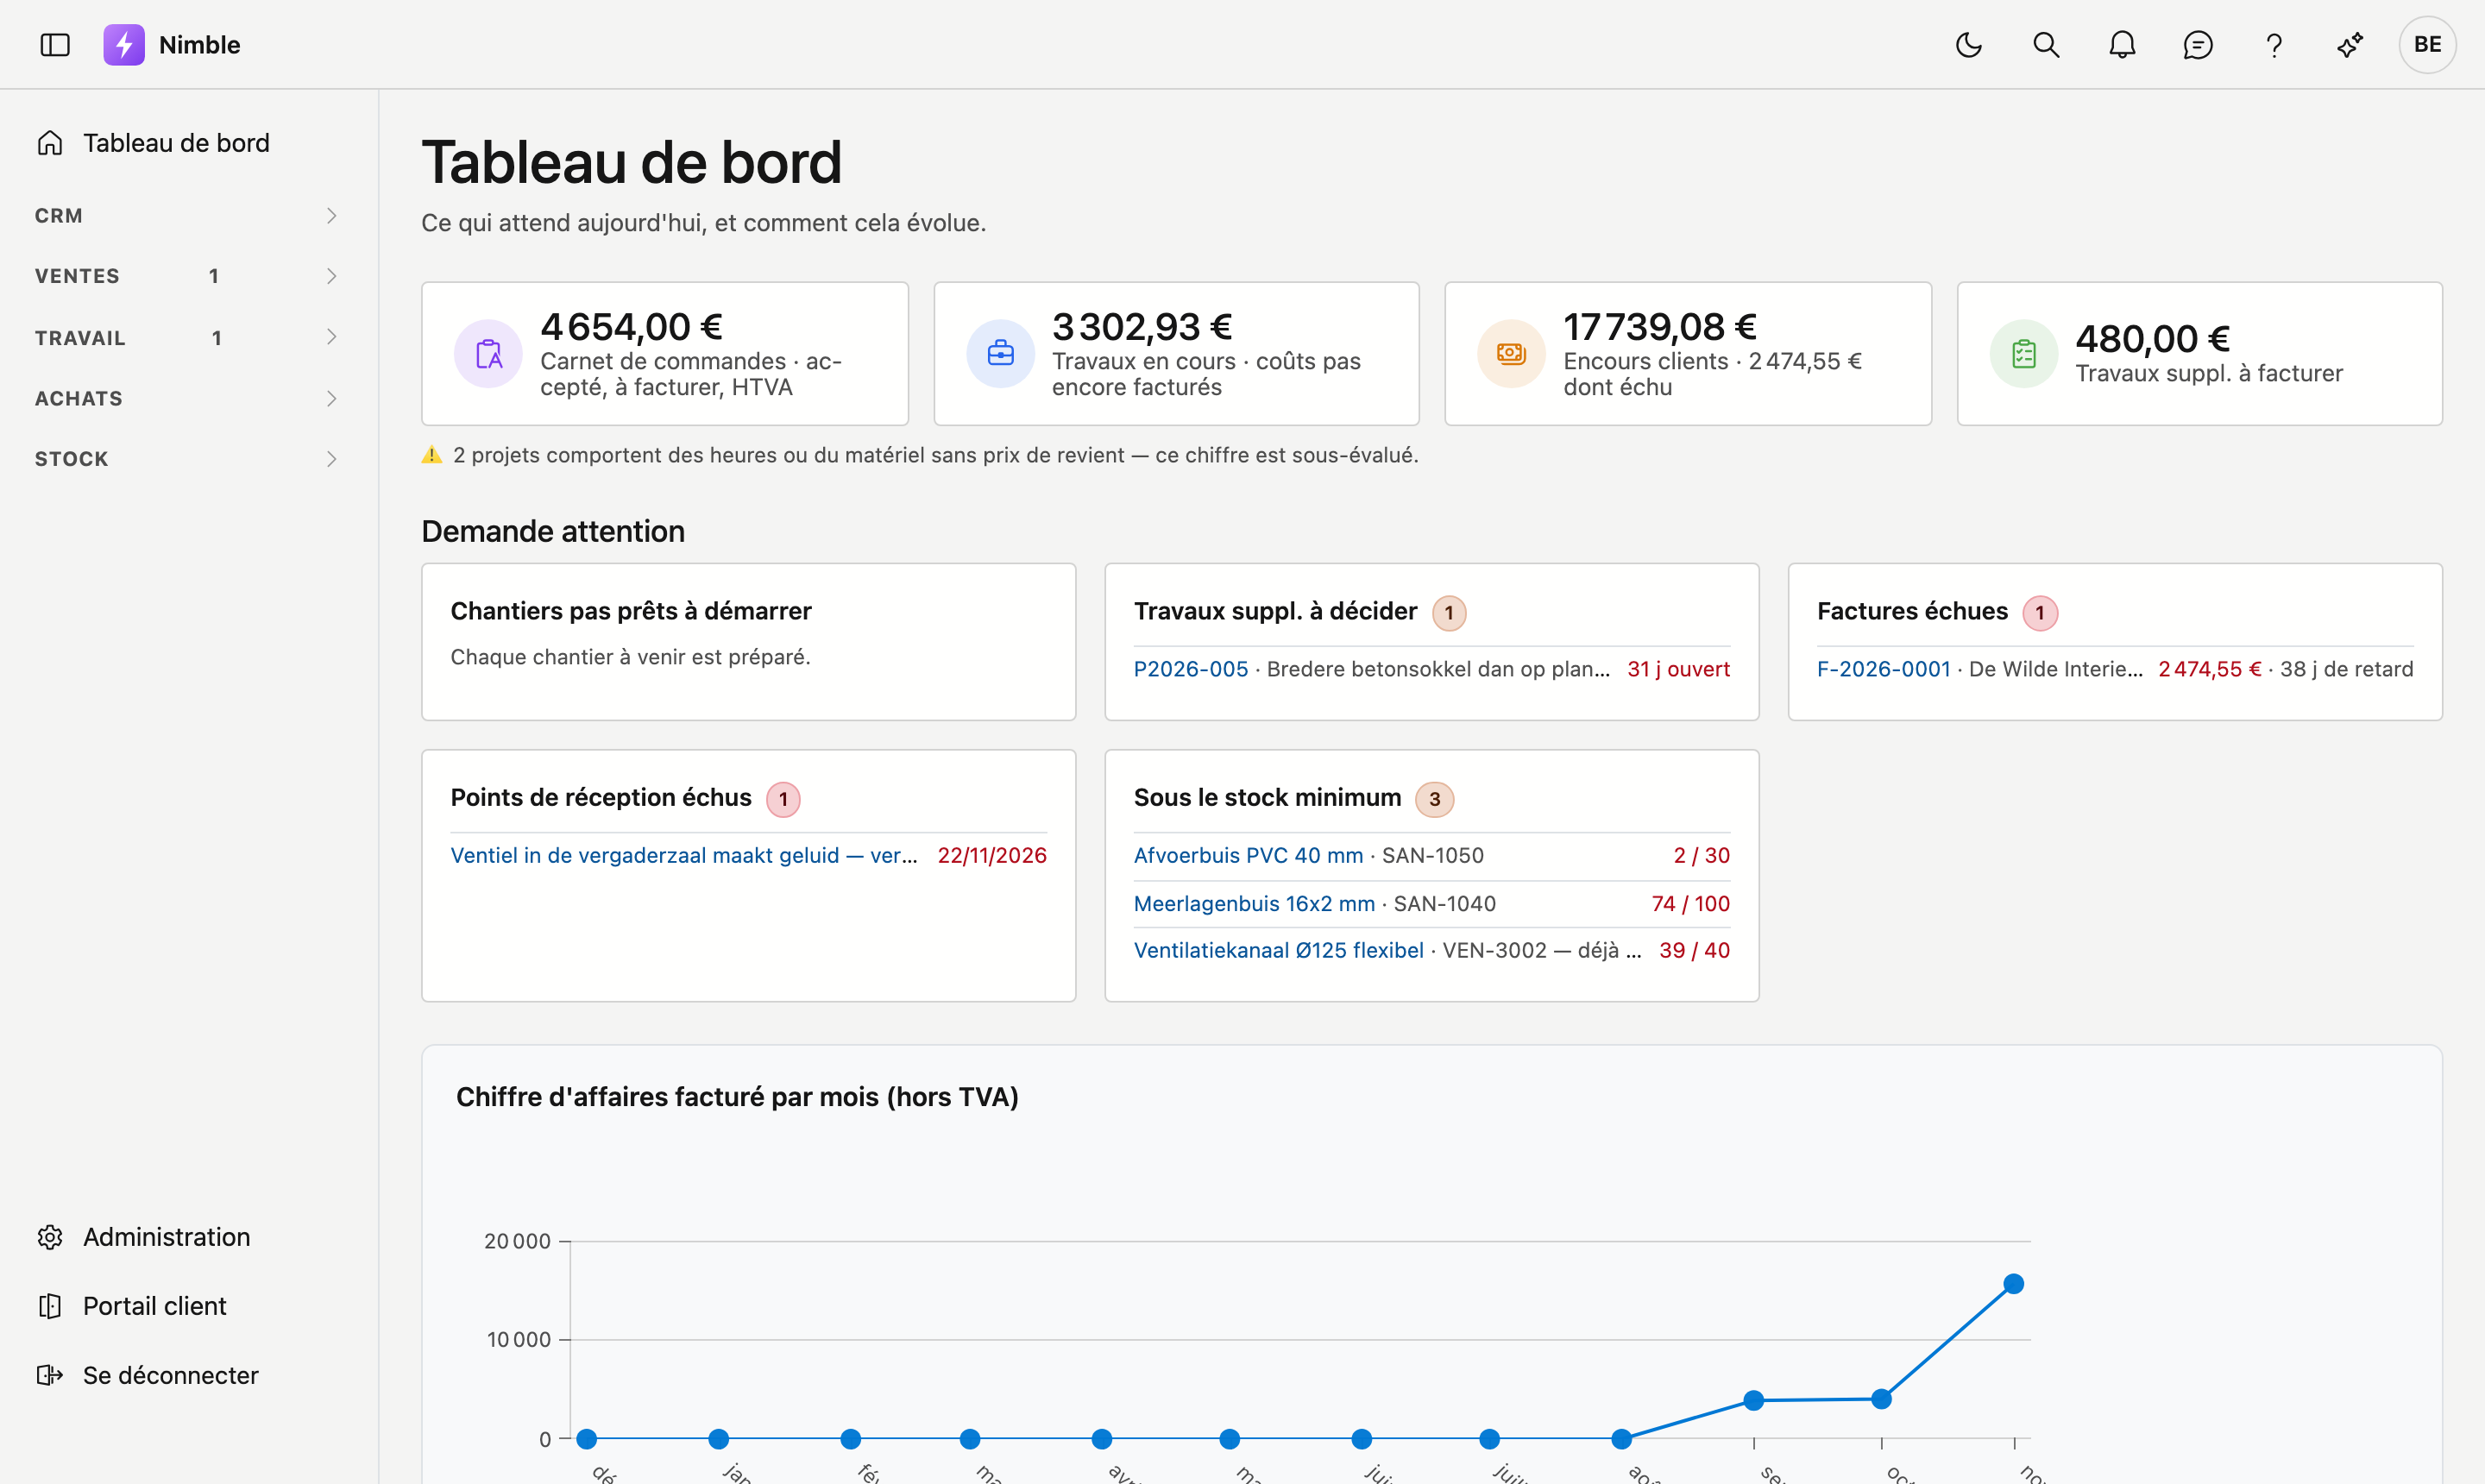 Nimble
BE
Tableau de bord
CRM
VENTES 1
TRAVAIL 1
ACHATS
STOCK
Administration
Portail client
Se déconnecter
Tableau de bord
Ce qui attend aujourd'hui, et comment cela évolue.
4 654,00 €
Carnet de commandes · ac-
cepté, à facturer, HTVA
3 302,93 €
Travaux en cours · coûts pas
encore facturés
17 739,08 €
Encours clients · 2 474,55 €
dont échu
480,00 €
Travaux suppl. à facturer
2 projets comportent des heures ou du matériel sans prix de revient — ce chiffre est sous-évalué.
Demande attention
Chantiers pas prêts à démarrer
Chaque chantier à venir est préparé.
Travaux suppl. à décider 1
P2026-005 · Bredere betonsokkel dan op plan... 31 j ouvert
Factures échues 1
F-2026-0001 · De Wilde Interie... 2 474,55 € · 38 j de retard
Points de réception échus 1
Ventiel in de vergaderzaal maakt geluid — ver... 22/11/2026
Sous le stock minimum 3
Afvoerbuis PVC 40 mm · SAN-1050 2 / 30
Meerlagenbuis 16x2 mm · SAN-1040 74 / 100
Ventilatiekanaal Ø125 flexibel · VEN-3002 — déjà ... 39 / 40
Chiffre d'affaires facturé par mois (hors TVA)
20 000
10 000
0